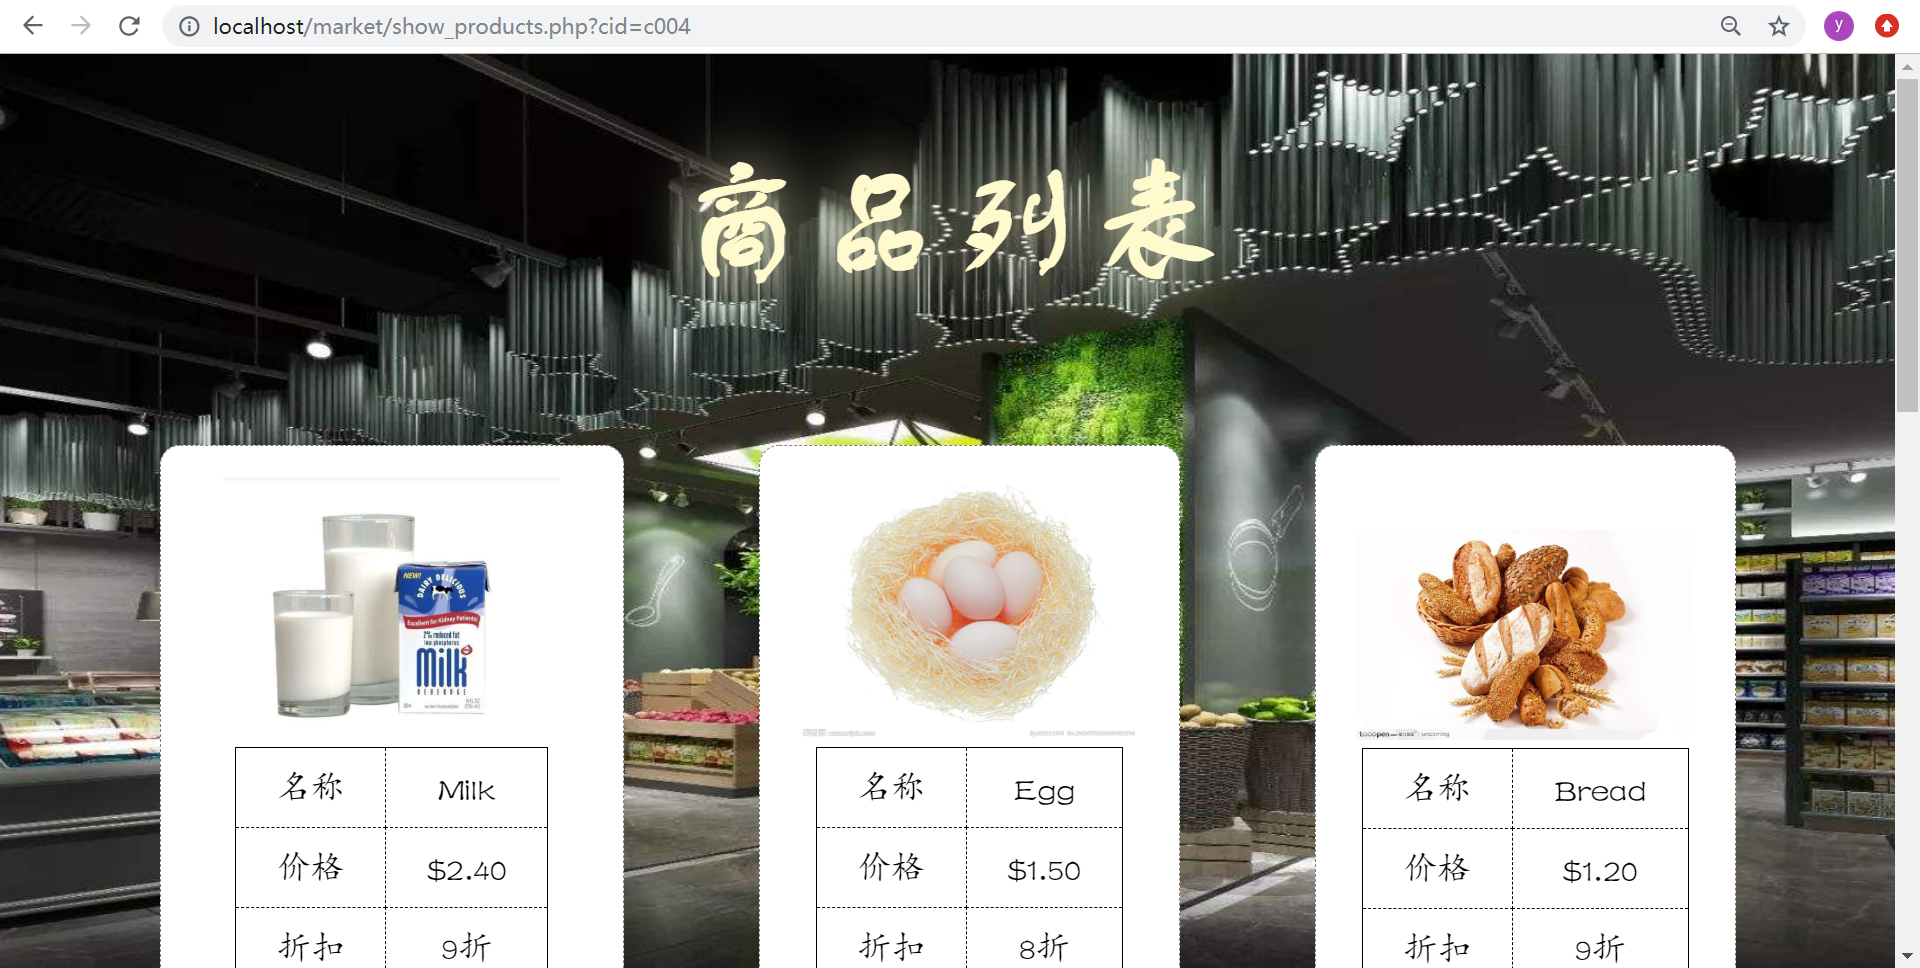 localhost/market/show_products.php?cid=c004
y
商品列表
NEW!
DAIRY DELICIOUS
Excellent for Kidney Patients!
2% reduced fat
low phosphorus
Milk
BEVERAGE
名称 Milk
价格 $2.40
折扣 9折
名称 Egg
价格 $1.50
折扣 8折
名称 Bread
价格 $1.20
折扣 9折